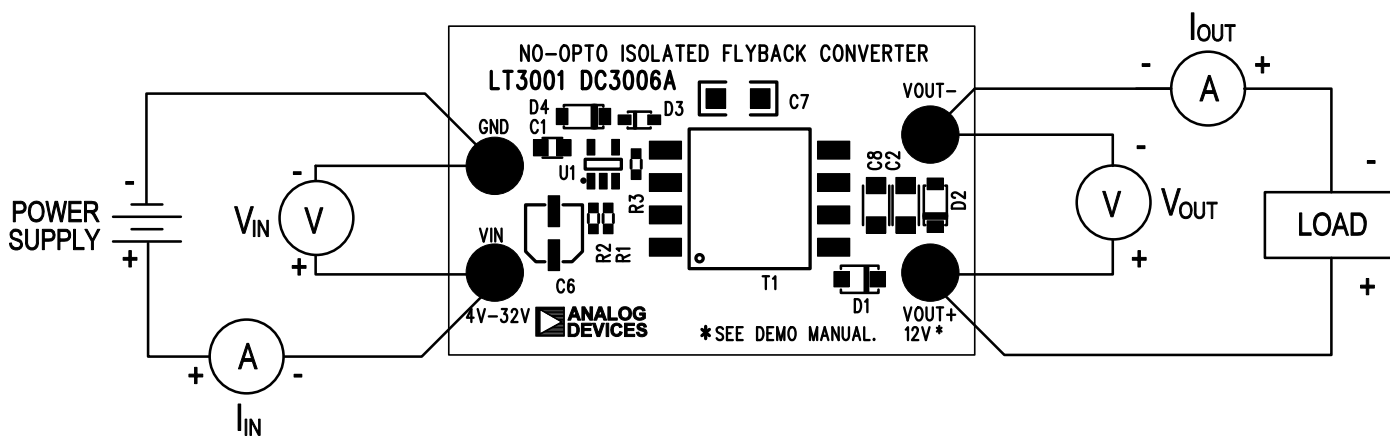 NO-OPTO ISOLATED FLYBACK CONVERTER
LT3001 DC3006A
IOUT
- A +
VOUT-
D4
D3
C7
C1
GND
U1
R3
C8
C2
D2
-
-
-
-
POWER
SUPPLY
VIN
V
V
VOUT
LOAD
+
+
+
+
VIN
R2
R1
C6
T1
D1
4V-32V
ANALOG
DEVICES
*SEE DEMO MANUAL.
VOUT+
12V*
+ A -
IIN